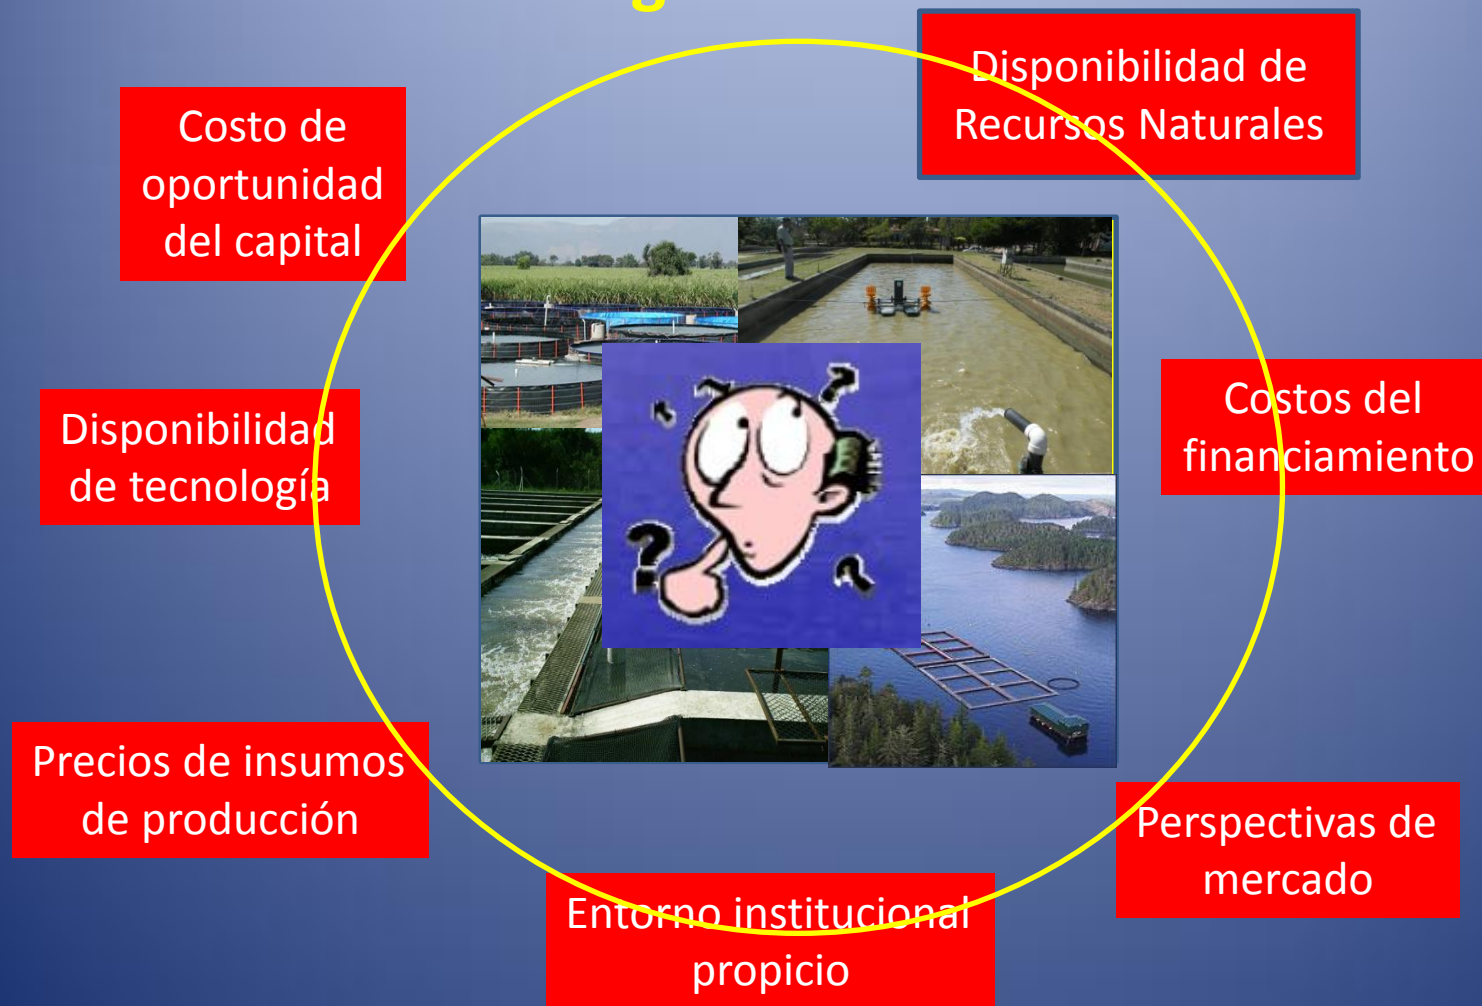 Disponibilidad de
Recursos Naturales
Costo de
oportunidad
del capital
Costos del
financiamiento
Disponibilidad
de tecnología
Precios de insumos
de producción
Perspectivas de
mercado
Entorno institucional
propicio